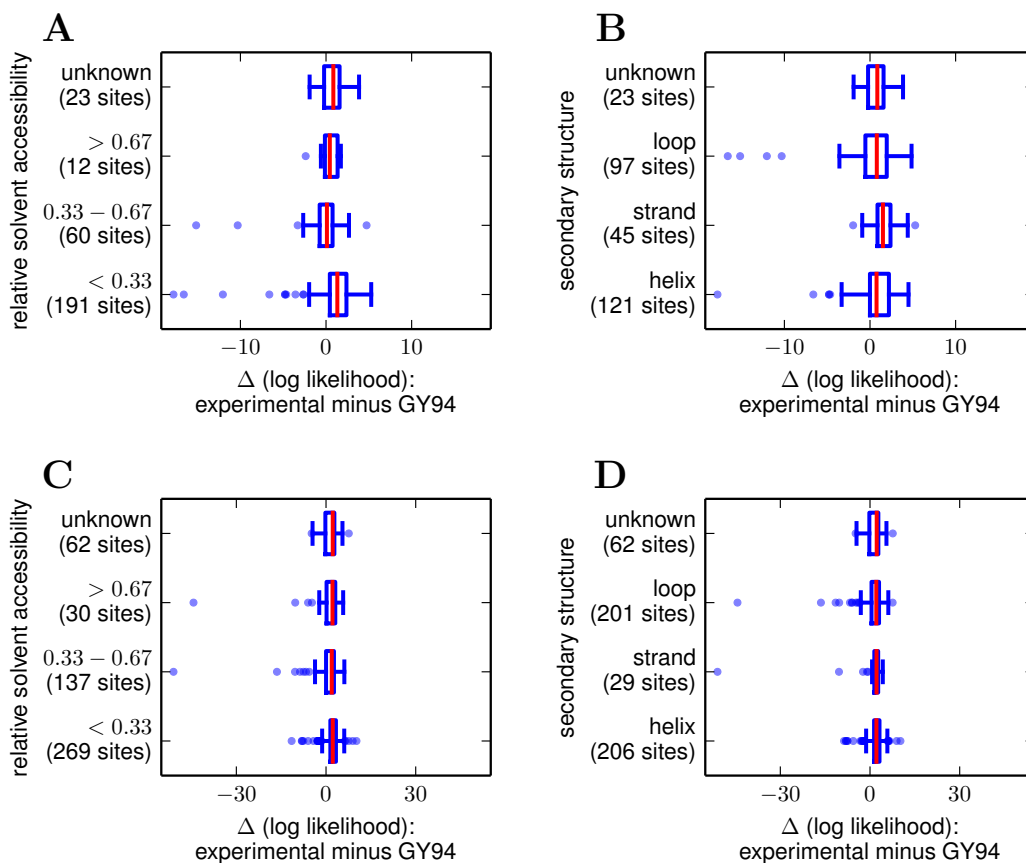 A
relative solvent accessibility
unknown
(23 sites)
> 0.67
(12 sites)
0.33 − 0.67
(60 sites)
< 0.33
(191 sites)
−10 0 10
Δ (log likelihood):
experimental minus GY94
B
secondary structure
unknown
(23 sites)
loop
(97 sites)
strand
(45 sites)
helix
(121 sites)
−10 0 10
Δ (log likelihood):
experimental minus GY94
C
relative solvent accessibility
unknown
(62 sites)
> 0.67
(30 sites)
0.33 − 0.67
(137 sites)
< 0.33
(269 sites)
−30 0 30
Δ (log likelihood):
experimental minus GY94
D
secondary structure
unknown
(62 sites)
loop
(201 sites)
strand
(29 sites)
helix
(206 sites)
−30 0 30
Δ (log likelihood):
experimental minus GY94